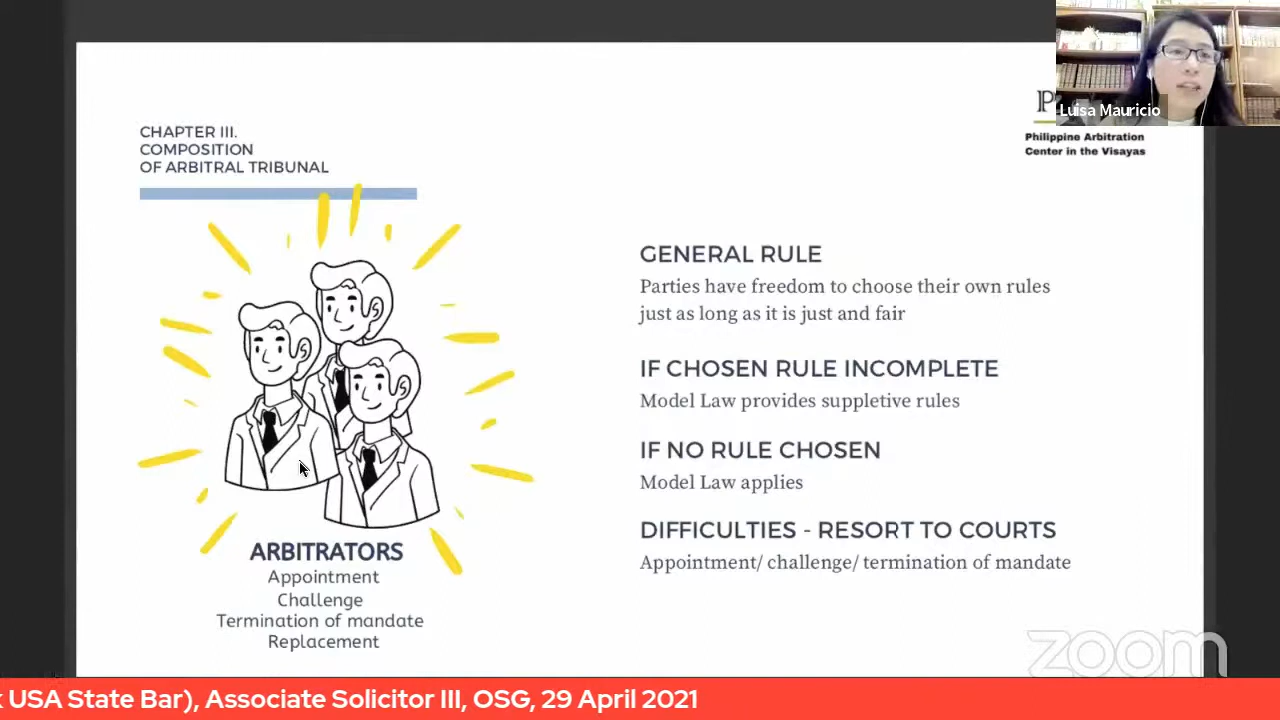 CHAPTER III.
COMPOSITION
OF ARBITRAL TRIBUNAL
Luisa Mauricio
Philippine Arbitration
Center in the Visayas
GENERAL RULE
Parties have freedom to choose their own rules
just as long as it is just and fair
IF CHOSEN RULE INCOMPLETE
Model Law provides suppletive rules
IF NO RULE CHOSEN
Model Law applies
DIFFICULTIES - RESORT TO COURTS
Appointment/ challenge/ termination of mandate
ARBITRATORS
Appointment
Challenge
Termination of mandate
Replacement
zoom
USA State Bar), Associate Solicitor III, OSG, 29 April 2021